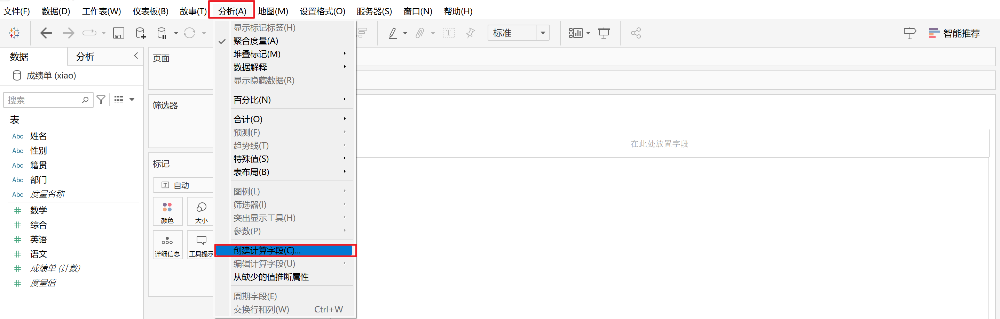 文件(F) 数据(D) 工作表(W) 仪表板(B) 故事(T) 分析(A) 地图(M) 设置格式(O) 服务器(S) 窗口(N) 帮助(H)
标准
智能推荐
数据 分析
成绩单 (xiao)
搜索
表
Abc 姓名
Abc 性别
Abc 籍贯
Abc 部门
Abc 度量名称
数学
综合
英语
语文
成绩单 (计数)
度量值
页面
筛选器
标记
自动
颜色 大小
详细信息 工具提示
显示标记标签(H)
聚合度量(A)
堆叠标记(M)
数据解释
显示隐藏数据(R)
百分比(N)
合计(O)
预测(F)
趋势线(T)
特殊值(S)
表布局(B)
图例(L)
筛选器(I)
突出显示工具(H)
参数(P)
创建计算字段(C)...
编辑计算字段(U)
从缺少的值推断属性
周期字段(E)
交换行和列(W) Ctrl+W
在此处放置字段